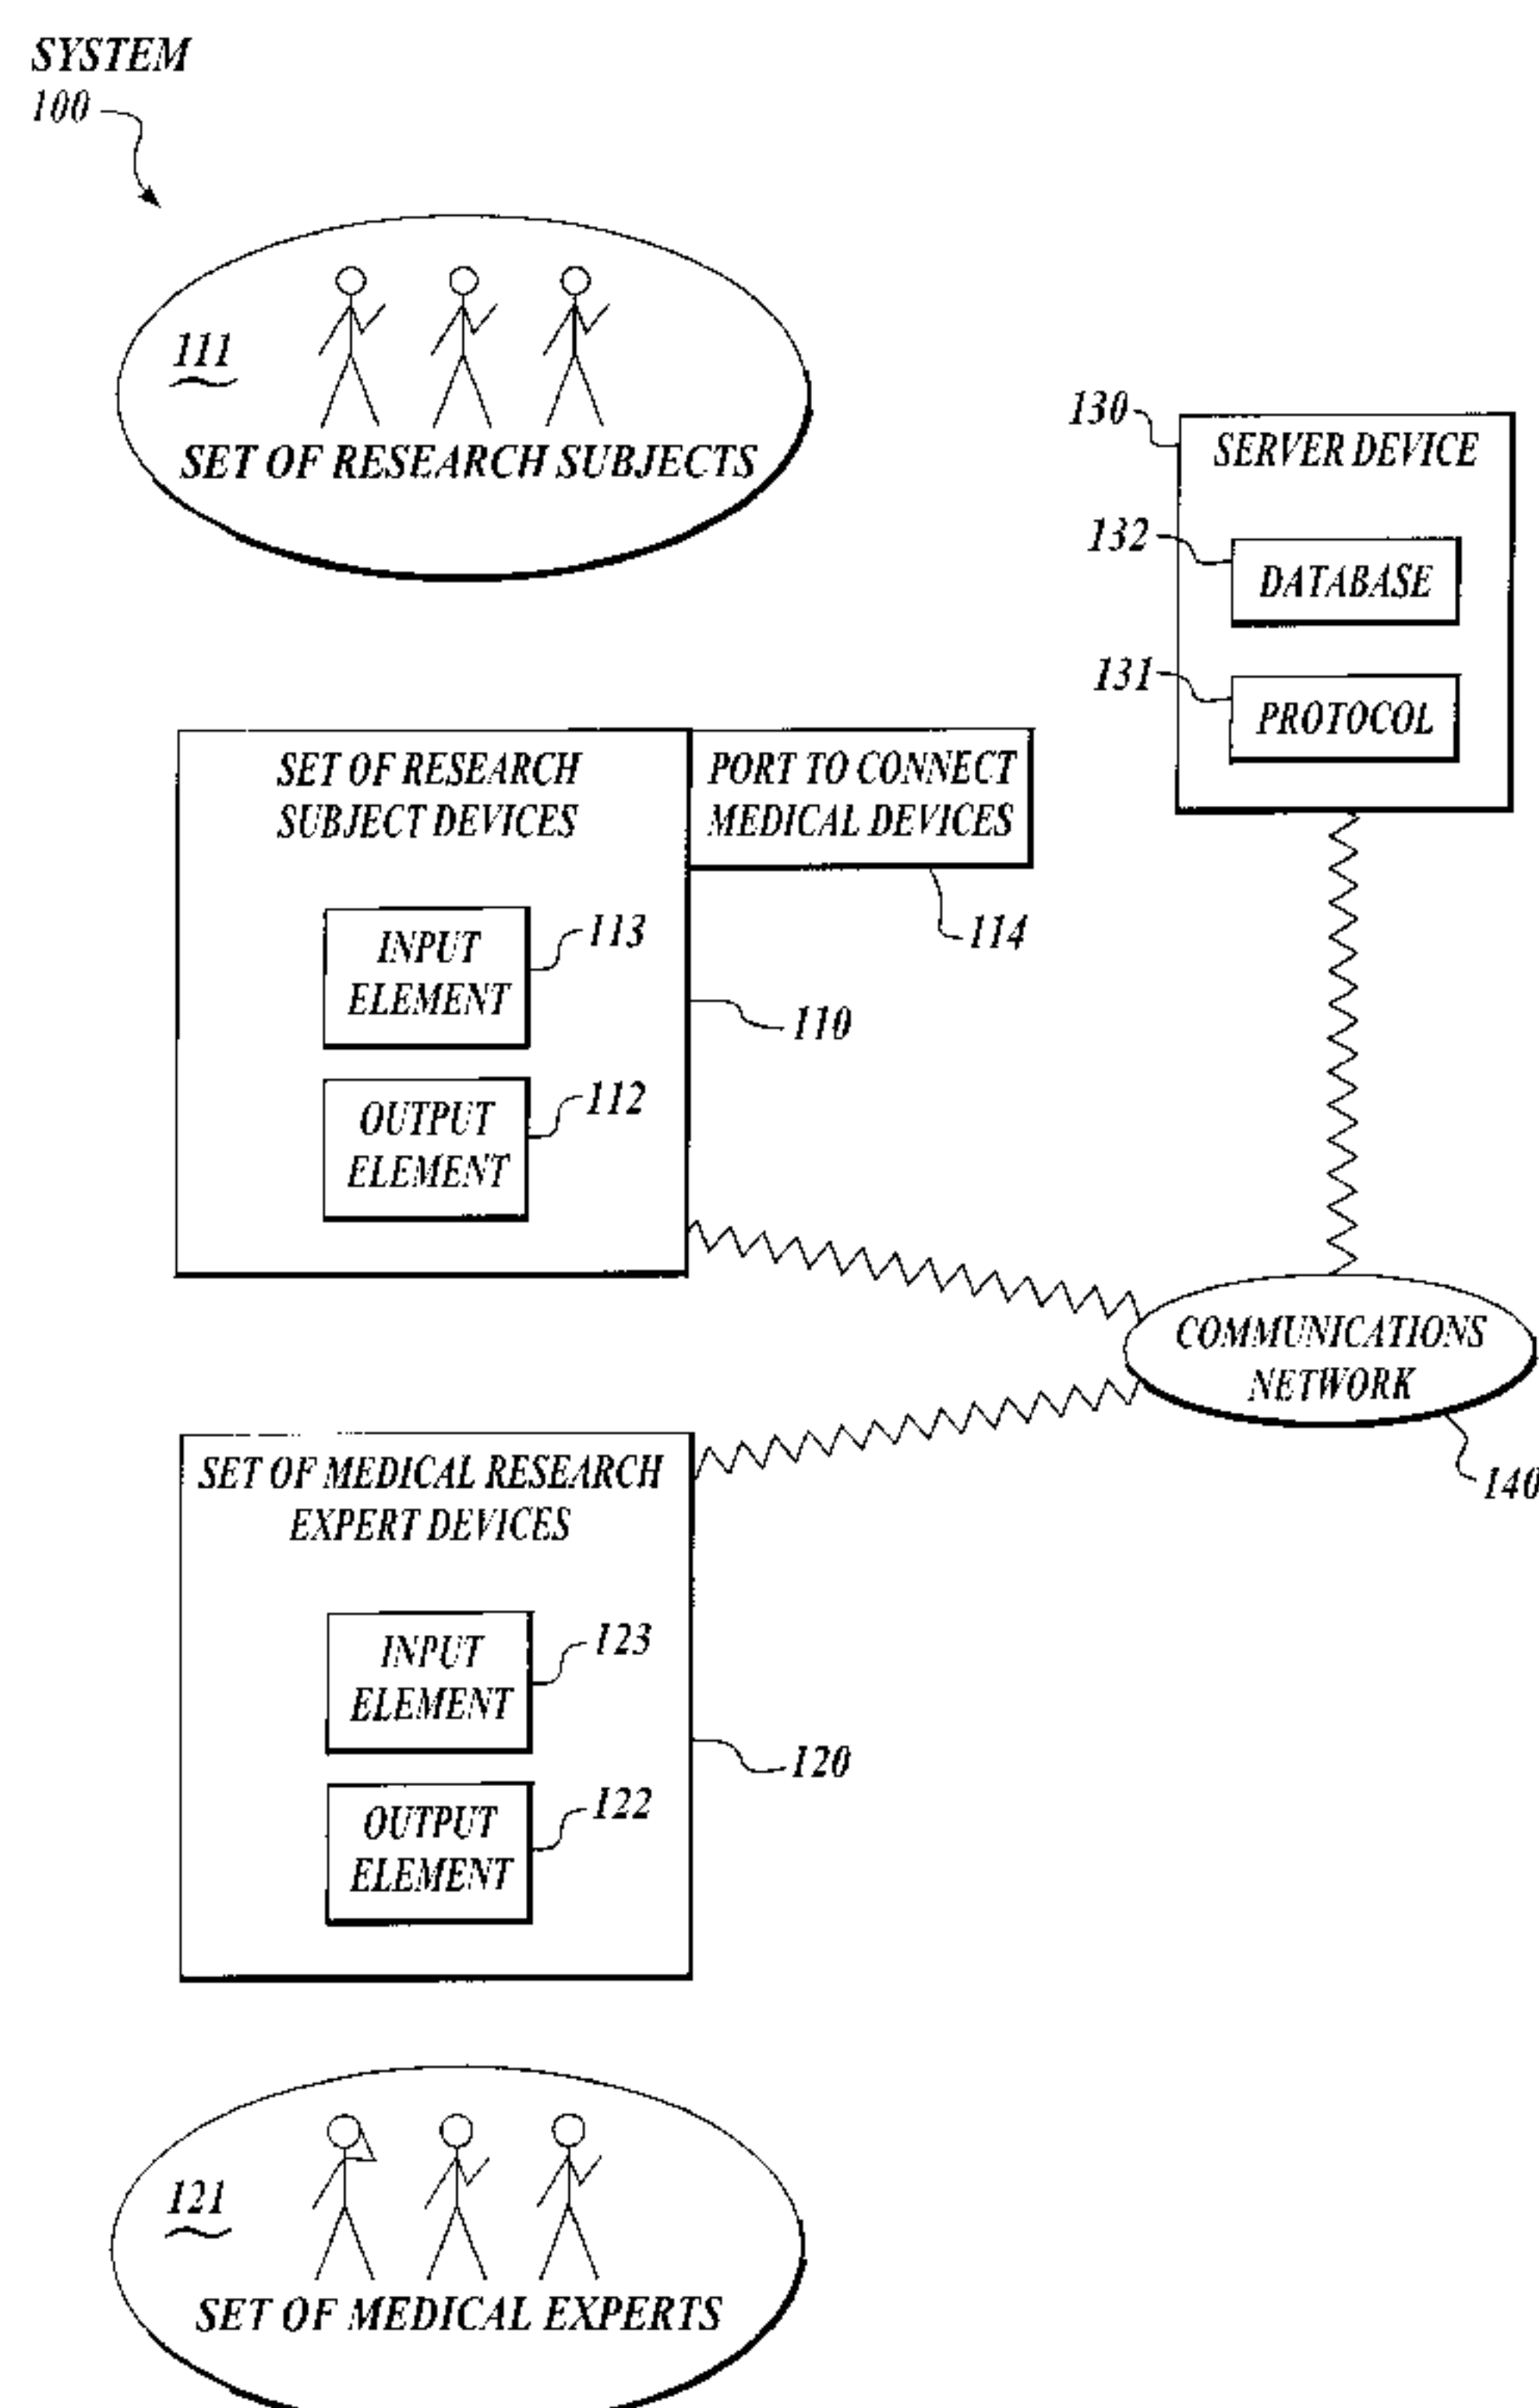 SYSTEM
100
111
SET OF RESEARCH SUBJECTS
130
SERVER DEVICE
132
DATABASE
131
PROTOCOL
SET OF RESEARCH
SUBJECT DEVICES
PORT TO CONNECT
MEDICAL DEVICES
114
INPUT
ELEMENT
113
110
OUTPUT
ELEMENT
112
COMMUNICATIONS
NETWORK
140
SET OF MEDICAL RESEARCH
EXPERT DEVICES
INPUT
ELEMENT
123
120
OUTPUT
ELEMENT
122
121
SET OF MEDICAL EXPERTS